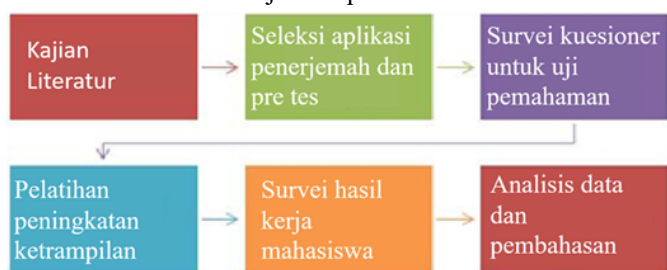 Kajian
Literatur
Seleksi aplikasi
penerjemah dan
pre tes
Survei kuesioner
untuk uji
pemahaman
Pelatihan
peningkatan
ketrampilan
Survei hasil
kerja
mahasiswa
Analisis data
dan
pembahasan